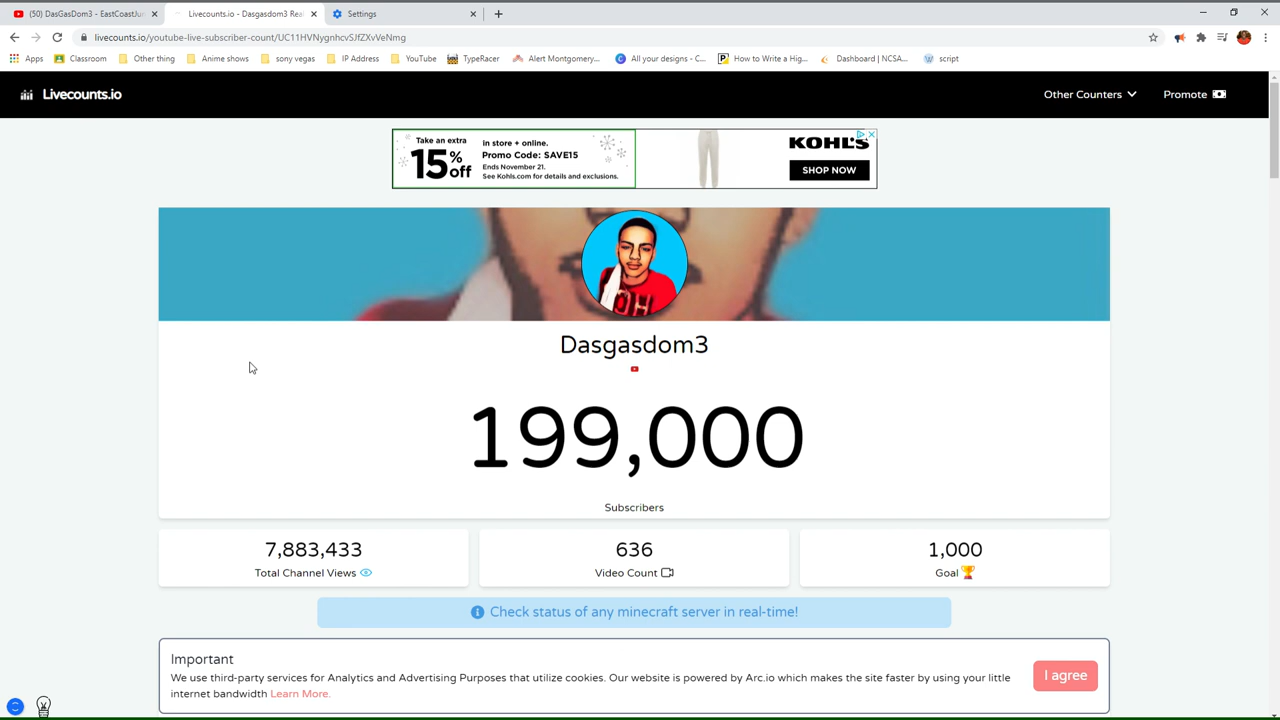 (50) DasGasDom3 - EastCoastJu
Livecounts.io - Dasgasdom3 Rea
Settings
livecounts.io/youtube-live-subscriber-count/UC11HVNygnhcvSJfZXvVeNmg
Apps Classroom Other thing Anime shows sony vegas IP Address YouTube TypeRacer Alert Montgomery... All your designs - C... How to Write a Hig... Dashboard | NCSA... script
Livecounts.io
Other Counters Promote
Take an extra
15% off
in store + online.
Promo Code: SAVE15
Ends November 21.
See Kohls.com for details and exclusions.
KOHL'S
SHOP NOW
OH
Dasgasdom3
199,000
Subscribers
7,883,433
Total Channel Views
636
Video Count
1,000
Goal
Check status of any minecraft server in real-time!
Important
We use third-party services for Analytics and Advertising Purposes that utilize cookies. Our website is powered by Arc.io which makes the site faster by using your little
internet bandwidth Learn More.
I agree